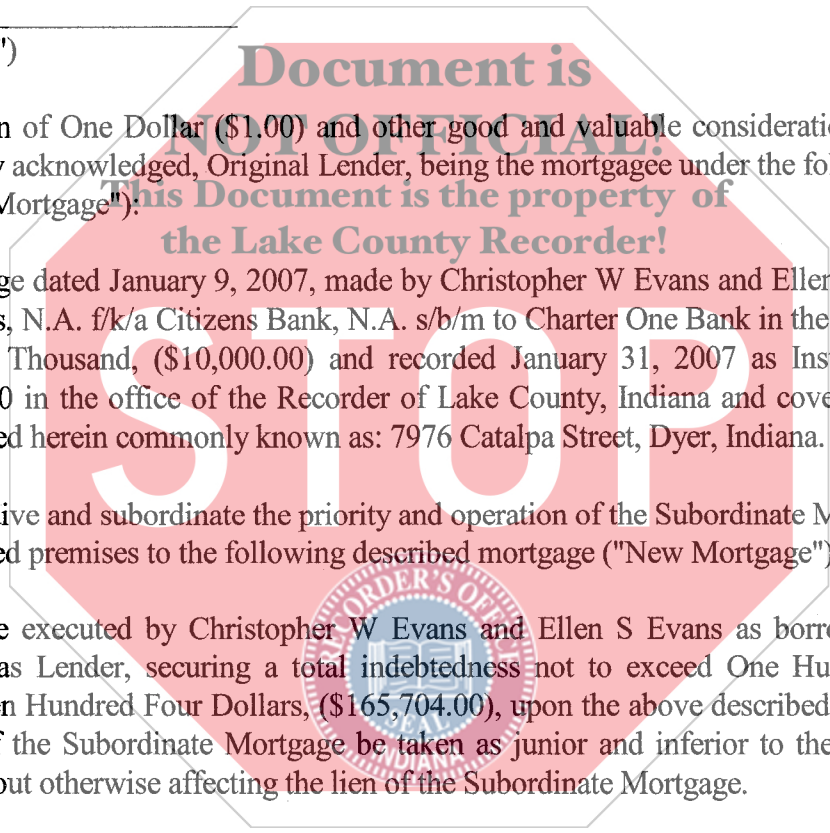 ")
Document is
NOT OFFICIAL!
n of One Dollar ($1.00) and other good and valuable consideratio
y acknowledged, Original Lender, being the mortgagee under the fol
This Document is the property of
Mortgage"):
the Lake County Recorder!
ge dated January 9, 2007, made by Christopher W Evans and Ellen
s, N.A. f/k/a Citizens Bank, N.A. s/b/m to Charter One Bank in the
Thousand, ($10,000.00) and recorded January 31, 2007 as Ins
0 in the office of the Recorder of Lake County, Indiana and cove
ed herein commonly known as: 7976 Catalpa Street, Dyer, Indiana.
STOP
ive and subordinate the priority and operation of the Subordinate M
ed premises to the following described mortgage ("New Mortgage")
e executed by Christopher W Evans and Ellen S Evans as borro
as Lender, securing a total indebtedness not to exceed One Hu
n Hundred Four Dollars, ($165,704.00), upon the above described
f the Subordinate Mortgage be taken as junior and inferior to the
out otherwise affecting the lien of the Subordinate Mortgage.
RECORDER'S OFFICE
SEAL
INDIANA